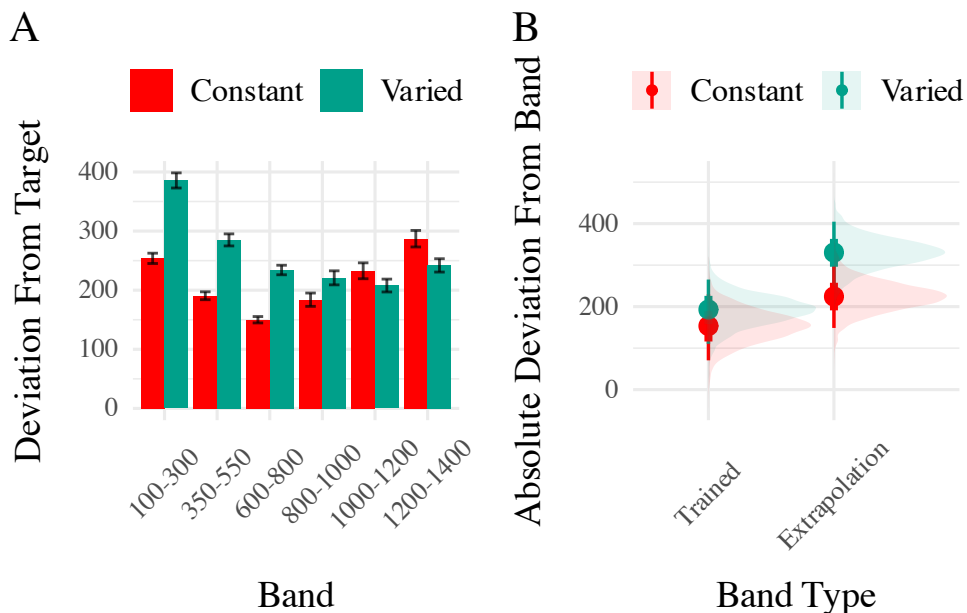 A
Constant
Varied
Deviation From Target
400
300
200
100
0
100-300
350-550
600-800
800-1000
1000-1200
1200-1400
Band
B
Constant
Varied
Absolute Deviation From Band
400
200
0
Trained
Extrapolation
Band Type